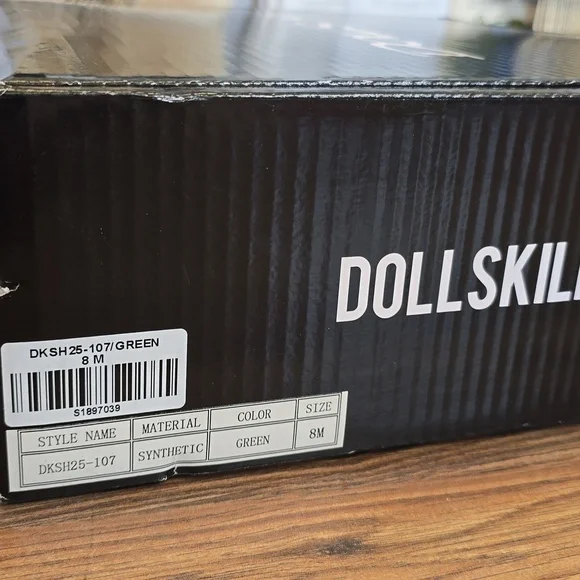 DOLLSKILL
DKSH25-107/GREEN
8 M
S1897039
STYLE NAME MATERIAL COLOR SIZE
DKSH25-107 SYNTHETIC GREEN 8M